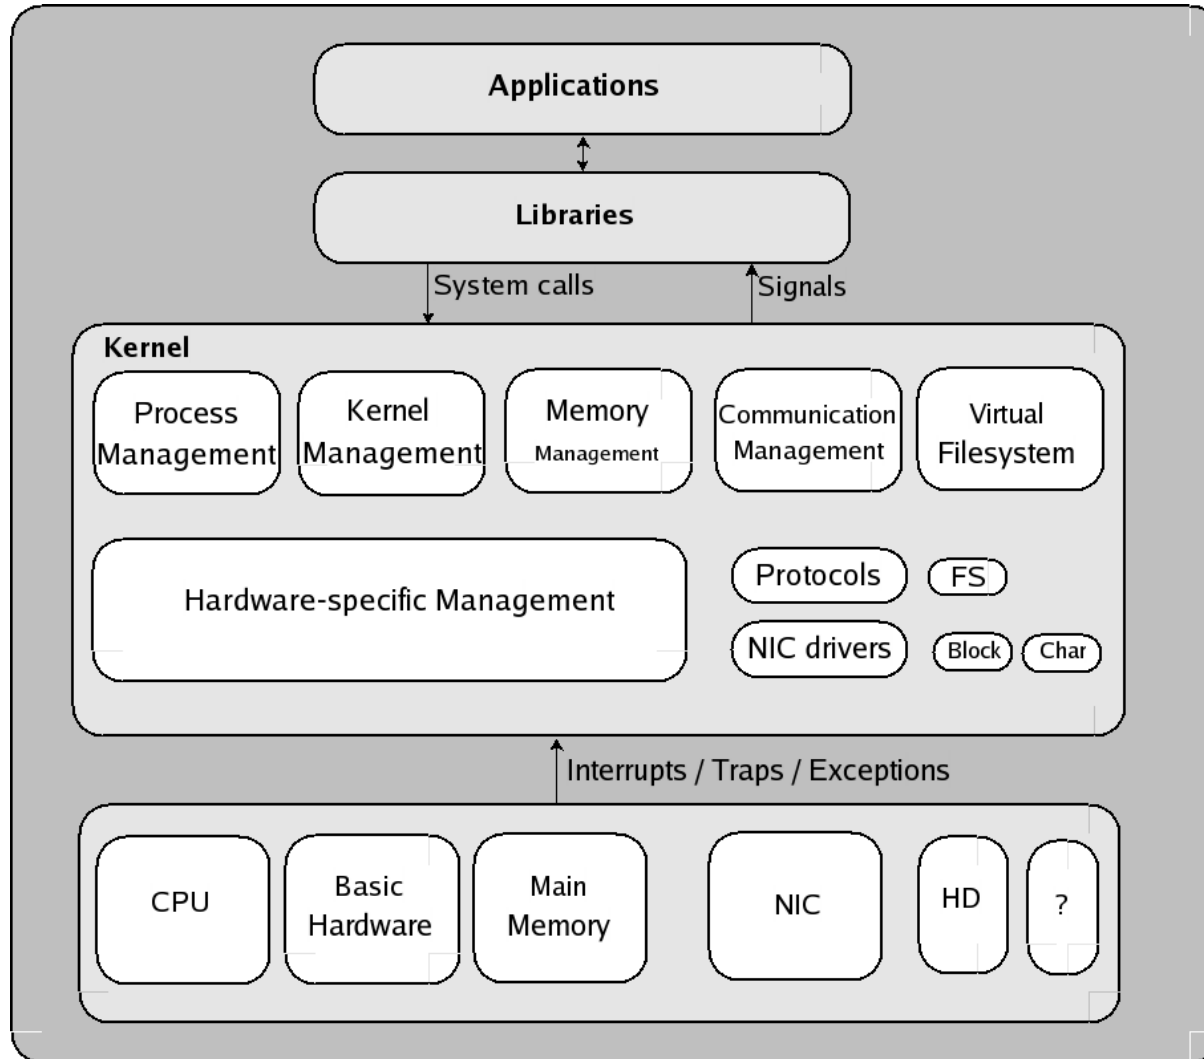 Applications
Libraries
System calls
Signals
Kernel
Process
Management
Kernel
Management
Memory
Management
Communication
Management
Virtual
Filesystem
Hardware-specific Management
Protocols
FS
NIC drivers
Block
Char
Interrupts / Traps / Exceptions
CPU
Basic
Hardware
Main
Memory
NIC
HD
?